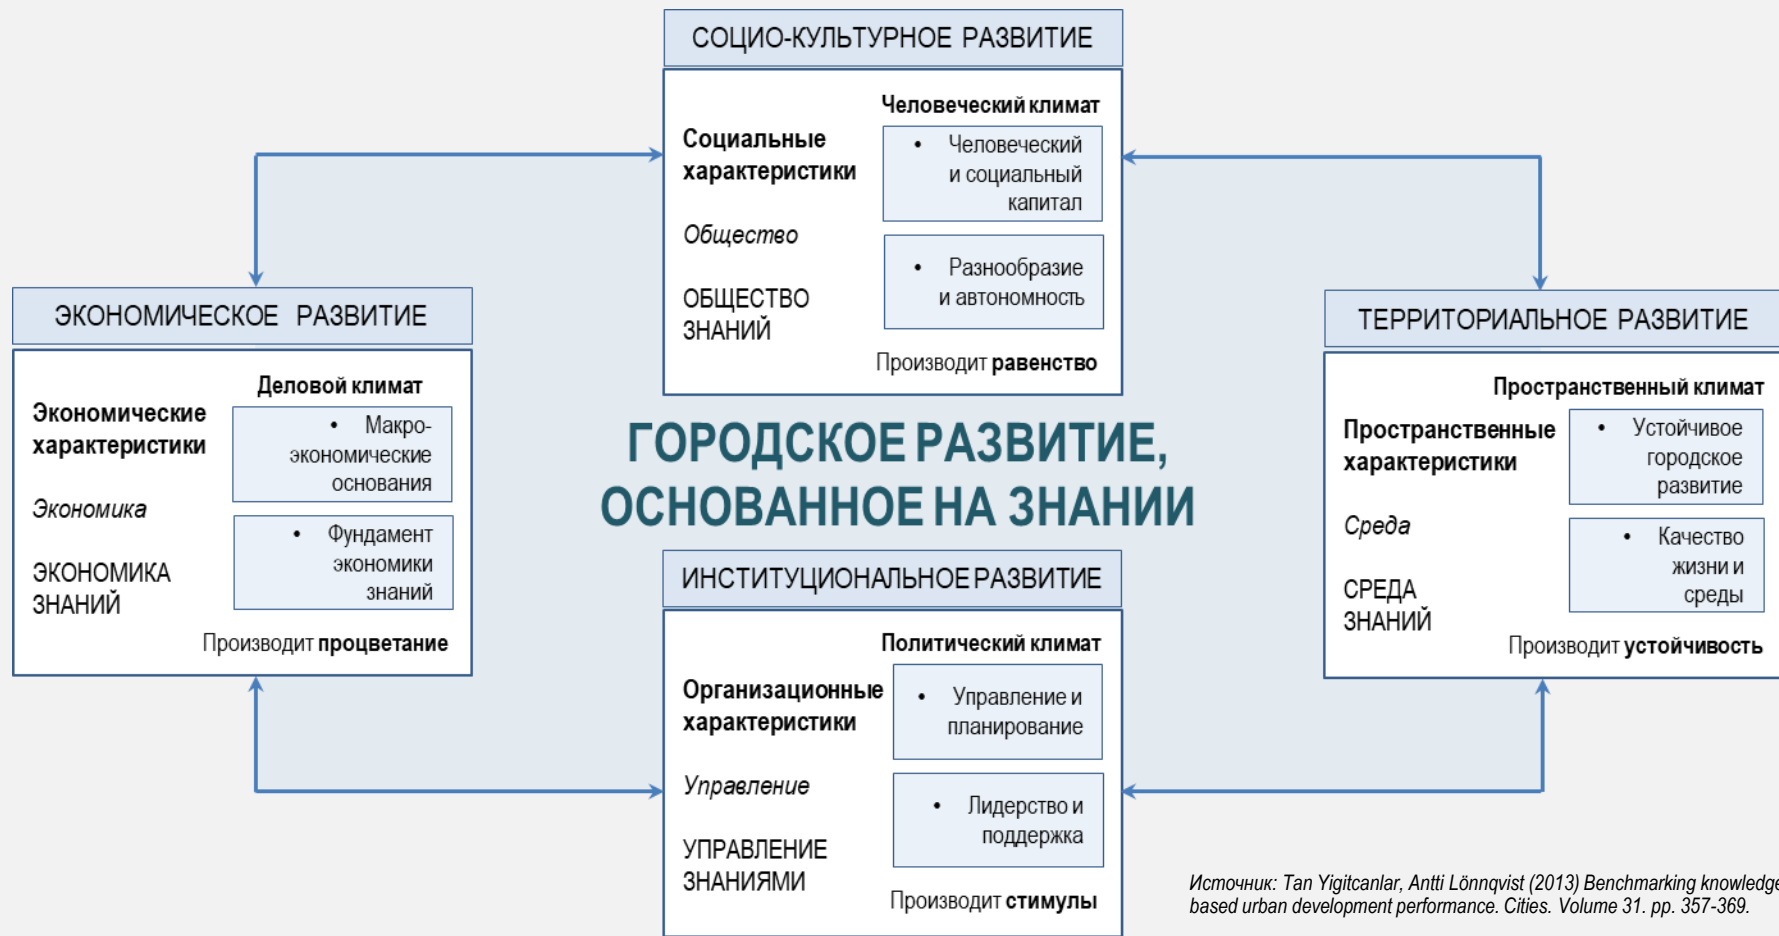 СОЦИО-КУЛЬТУРНОЕ РАЗВИТИЕ
Человеческий климат
Социальные
характеристики
• Человеческий
и социальный
капитал
Общество
• Разнообразие
и автономность
ОБЩЕСТВО
ЗНАНИЙ
Производит равенство
ЭКОНОМИЧЕСКОЕ РАЗВИТИЕ
Деловой климат
Экономические
характеристики
• Макро-
экономические
основания
Экономика
• Фундамент
экономики
знаний
ЭКОНОМИКА
ЗНАНИЙ
Производит процветание
ГОРОДСКОЕ РАЗВИТИЕ,
ОСНОВАННОЕ НА ЗНАНИИ
ТЕРРИТОРИАЛЬНОЕ РАЗВИТИЕ
Пространственный климат
Пространственные
характеристики
• Устойчивое
городское
развитие
Среда
• Качество
жизни и
среды
СРЕДА
ЗНАНИЙ
Производит устойчивость
ИНСТИТУЦИОНАЛЬНОЕ РАЗВИТИЕ
Политический климат
Организационные
характеристики
• Управление и
планирование
Управление
• Лидерство и
поддержка
УПРАВЛЕНИЕ
ЗНАНИЯМИ
Производит стимулы
Источник: Tan Yigitcanlar, Antti Lönnqvist (2013) Benchmarking knowledge
based urban development performance. Cities. Volume 31. pp. 357-369.